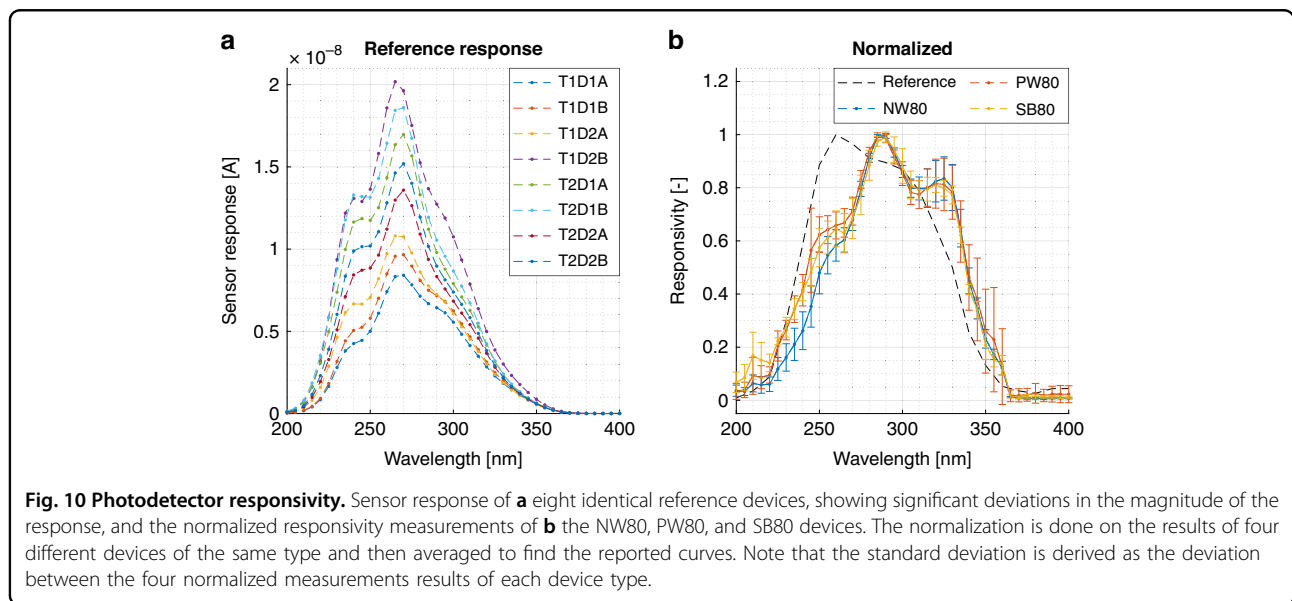 a
Reference response
× 10⁻⁸
2
1.5
1
0.5
0
Sensor response [A]
200
250
300
350
400
Wavelength [nm]
T1D1A
T1D1B
T1D2A
T1D2B
T2D1A
T2D1B
T2D2A
T2D2B
b
Normalized
1.2
1
0.8
0.6
0.4
0.2
0
Responsivity [-]
200
250
300
350
400
Wavelength [nm]
Reference
NW80
PW80
SB80
Fig. 10 Photodetector responsivity. Sensor response of a eight identical reference devices, showing significant deviations in the magnitude of the
response, and the normalized responsivity measurements of b the NW80, PW80, and SB80 devices. The normalization is done on the results of four
different devices of the same type and then averaged to find the reported curves. Note that the standard deviation is derived as the deviation
between the four normalized measurements results of each device type.